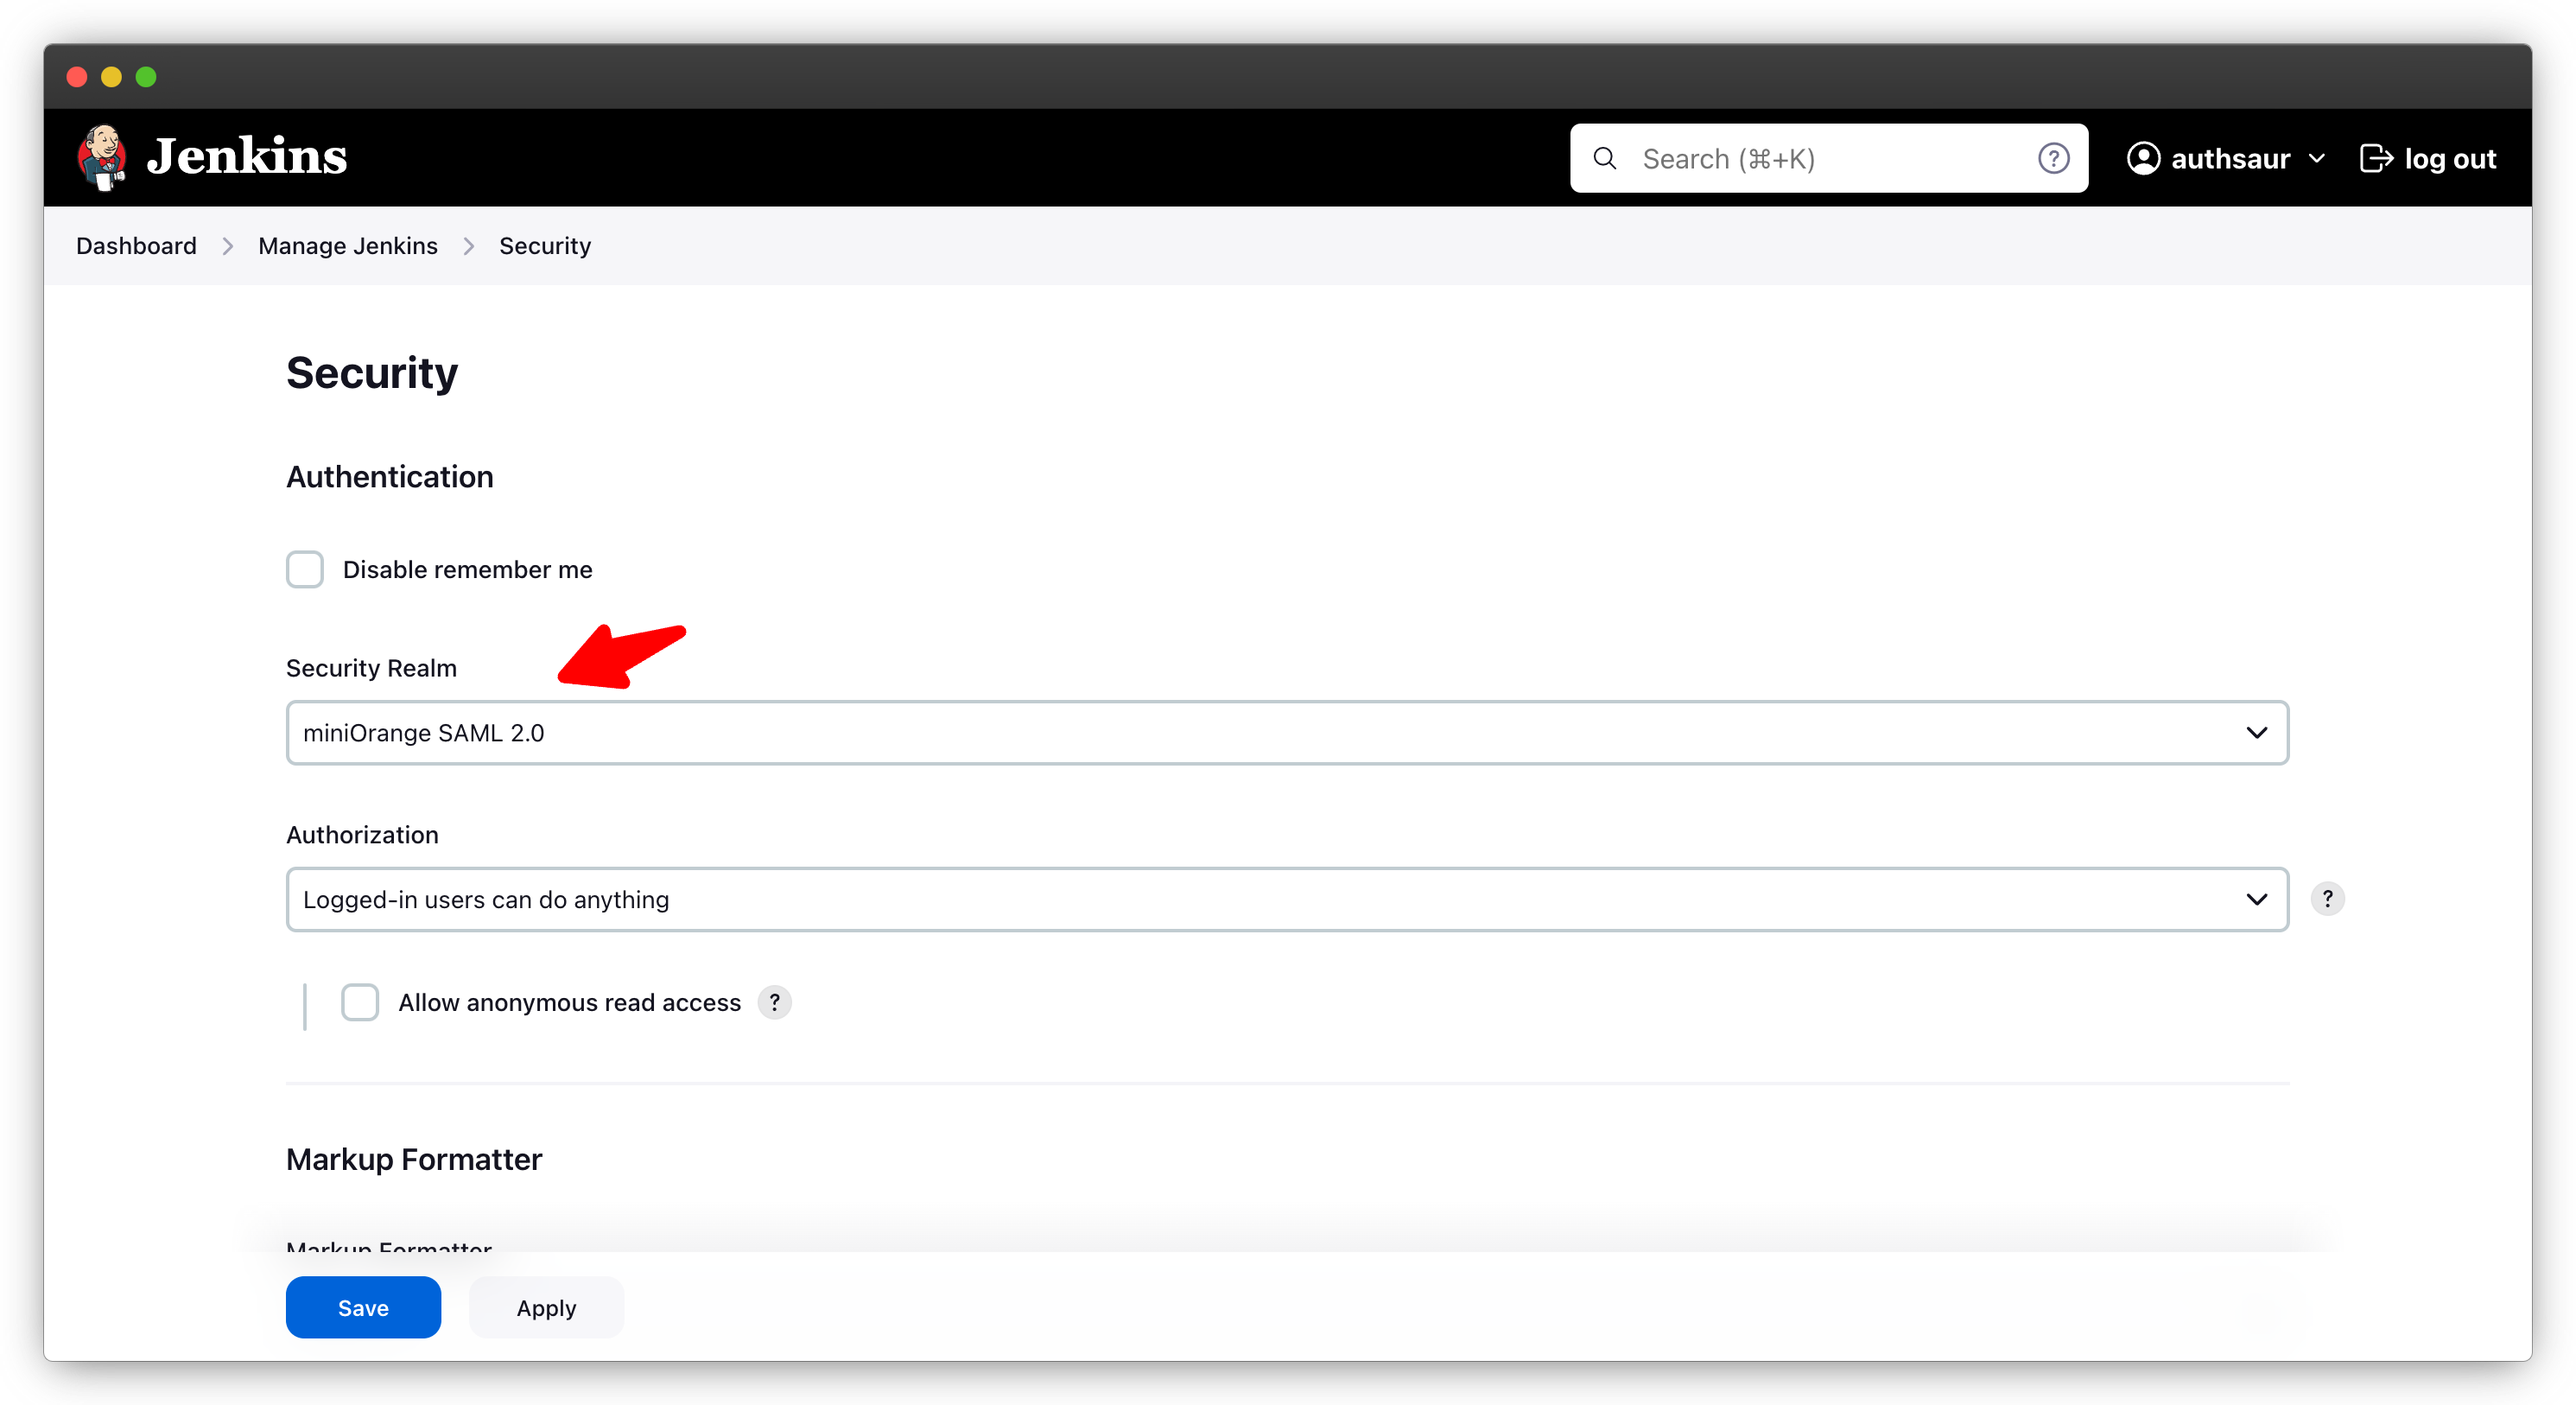 Jenkins
Search (⌘+K)
?
authsaur
log out
Dashboard
Manage Jenkins
Security
Security
Authentication
Disable remember me
Security Realm
miniOrange SAML 2.0
Authorization
Logged-in users can do anything
?
Allow anonymous read access ?
Markup Formatter
Markup Formatter
Save
Apply